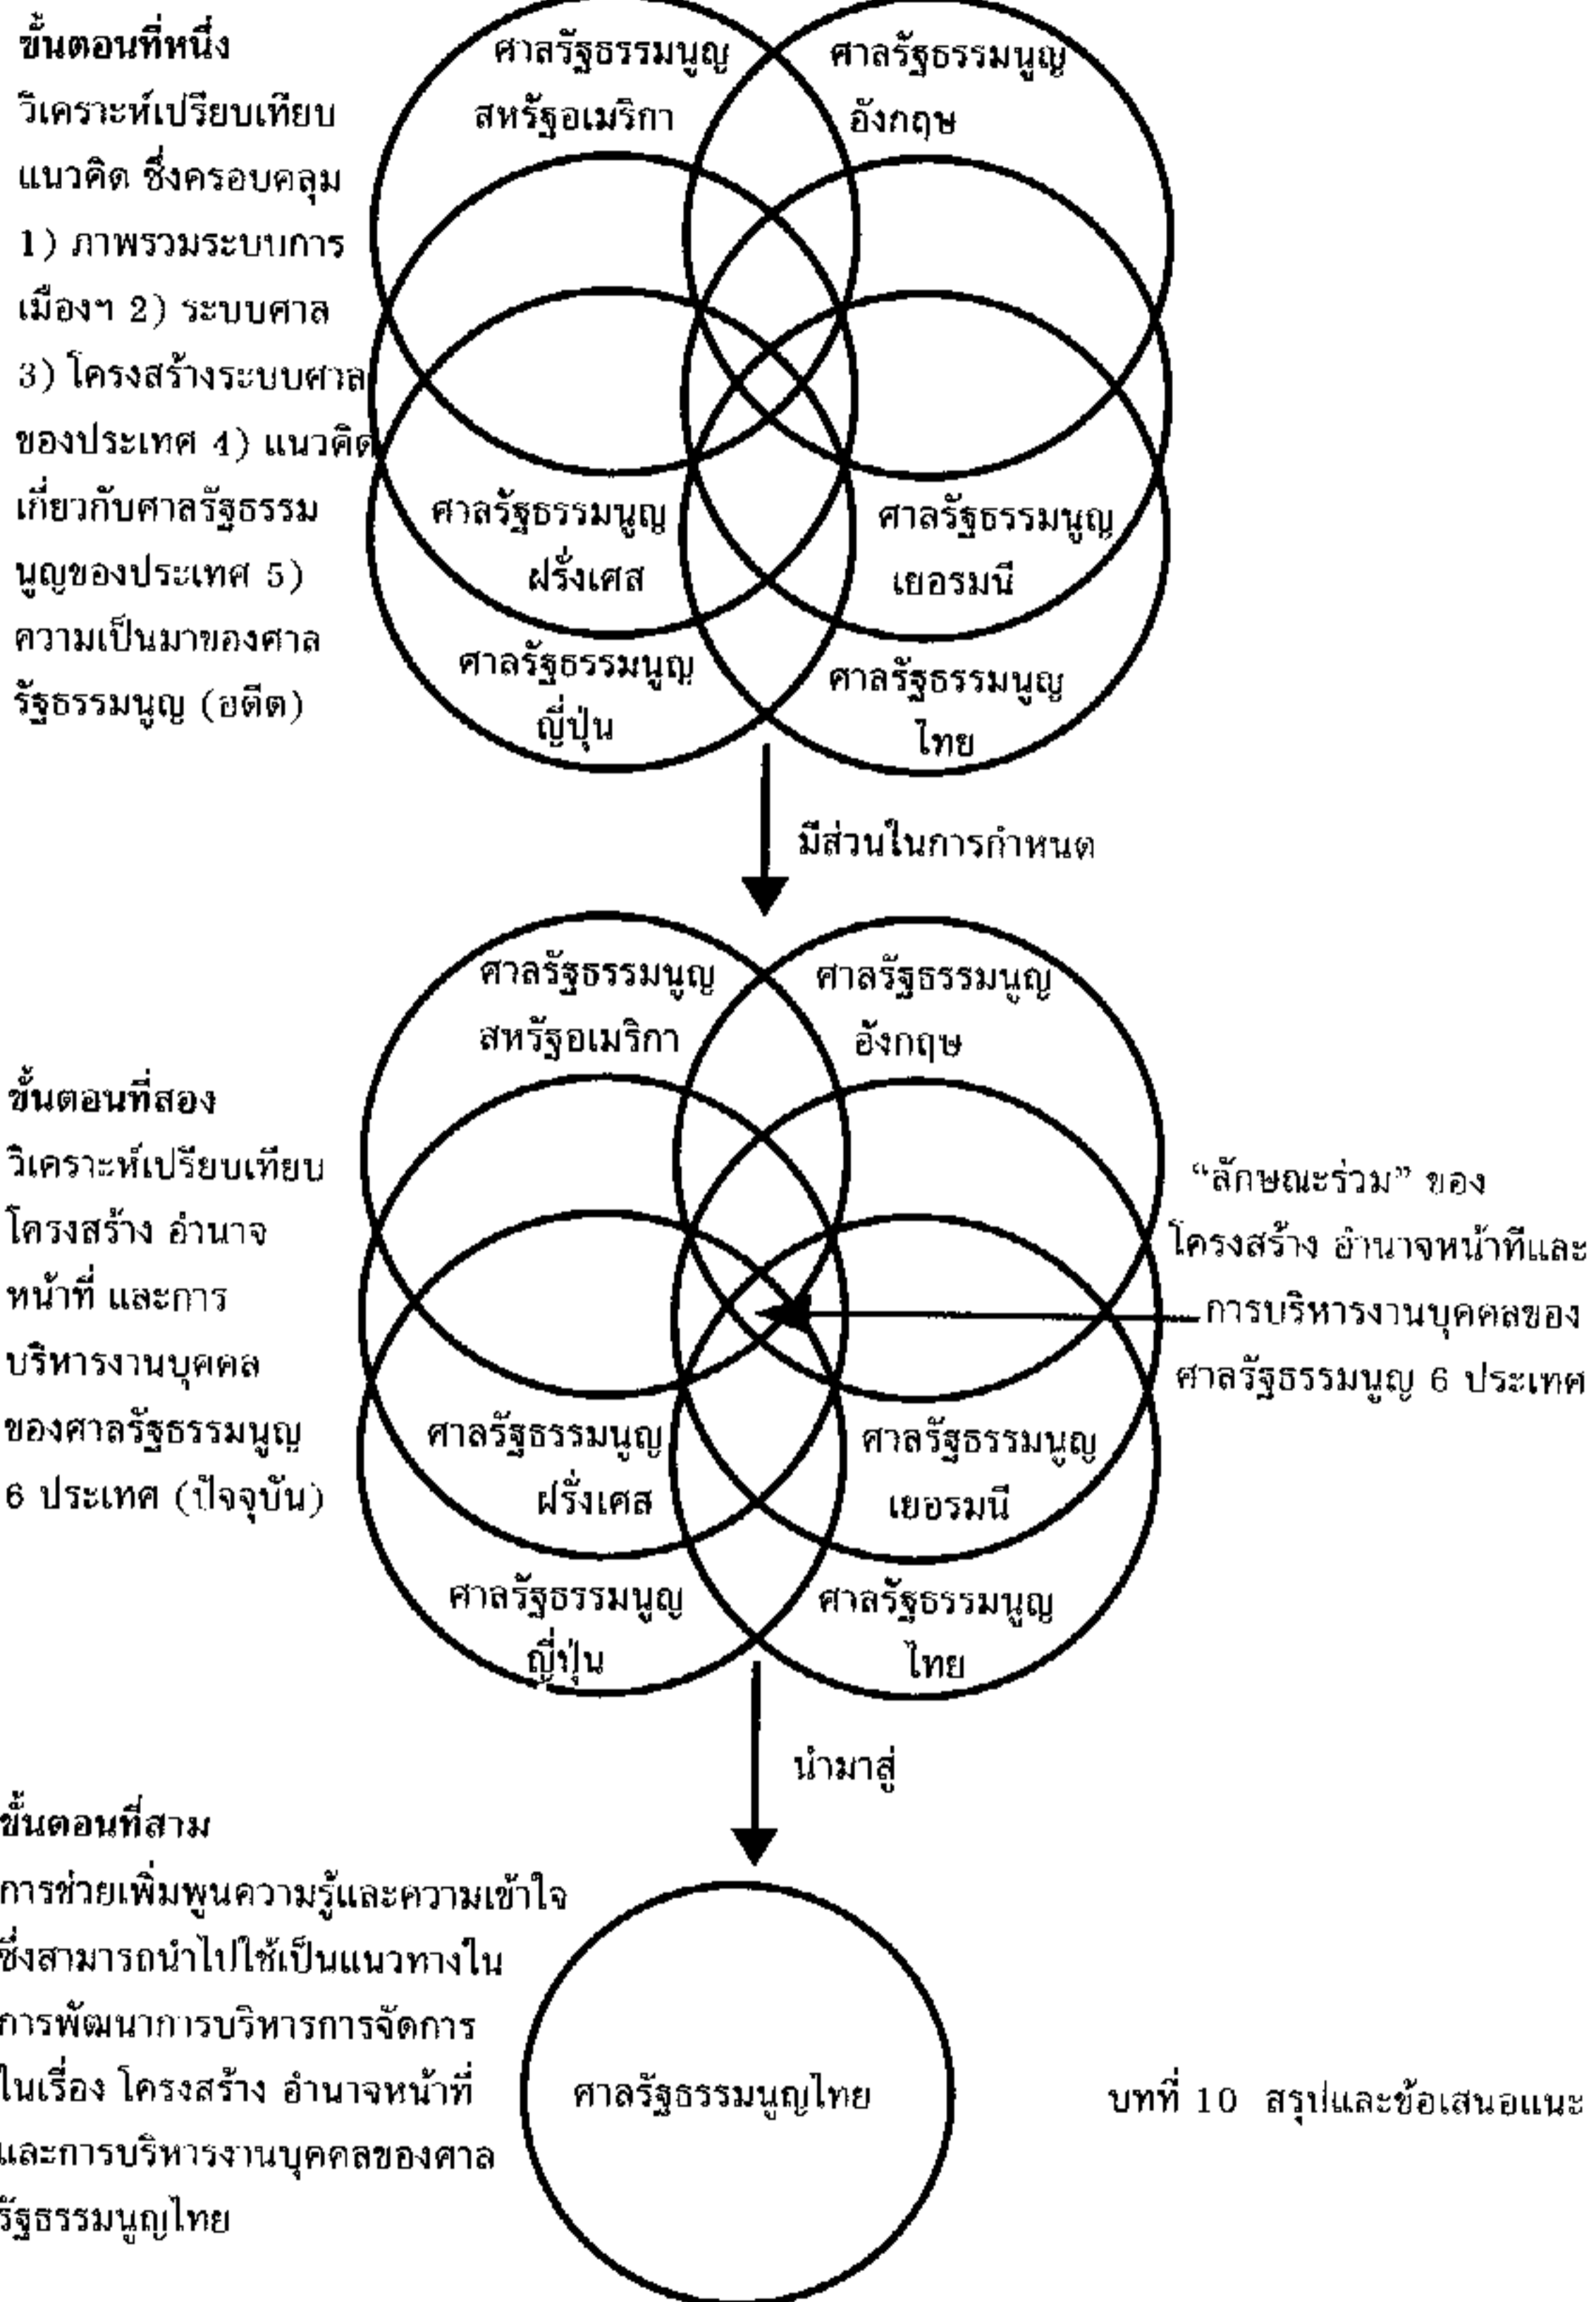 ขั้นตอนที่หนึ่ง
วิเคราะห์เปรียบเทียบ
แนวคิด ซึ่งครอบคลุม
1) ภาพรวมระบบการ
เมืองฯ 2) ระบบศาล
3) โครงสร้างระบบศาล
ของประเทศ 4) แนวคิด
เกี่ยวกับศาลรัฐธรรม
นูญของประเทศ 5)
ความเป็นมาของศาล
รัฐธรรมนูญ (อดีต)
ศาลรัฐธรรมนูญ
สหรัฐอเมริกา
ศาลรัฐธรรมนูญ
อังกฤษ
ศาลรัฐธรรมนูญ
ฝรั่งเศส
ศาลรัฐธรรมนูญ
เยอรมนี
ศาลรัฐธรรมนูญ
ญี่ปุ่น
ศาลรัฐธรรมนูญ
ไทย
มีส่วนในการกำหนด
ขั้นตอนที่สอง
วิเคราะห์เปรียบเทียบ
โครงสร้าง อำนาจ
หน้าที่ และการ
บริหารงานบุคคล
ของศาลรัฐธรรมนูญ
6 ประเทศ (ปัจจุบัน)
ศาลรัฐธรรมนูญ
สหรัฐอเมริกา
ศาลรัฐธรรมนูญ
อังกฤษ
ศาลรัฐธรรมนูญ
ฝรั่งเศส
ศาลรัฐธรรมนูญ
เยอรมนี
ศาลรัฐธรรมนูญ
ญี่ปุ่น
ศาลรัฐธรรมนูญ
ไทย
“ลักษณะร่วม” ของ
โครงสร้าง อำนาจหน้าที่และ
การบริหารงานบุคคลของ
ศาลรัฐธรรมนูญ 6 ประเทศ
นำมาสู่
ขั้นตอนที่สาม
การช่วยเพิ่มพูนความรู้และความเข้าใจ
ซึ่งสามารถนำไปใช้เป็นแนวทางใน
การพัฒนาการบริหารการจัดการ
ในเรื่อง โครงสร้าง อำนาจหน้าที่
และการบริหารงานบุคคลของศาล
รัฐธรรมนูญไทย
ศาลรัฐธรรมนูญไทย
บทที่ 10 สรุปและข้อเสนอแนะ